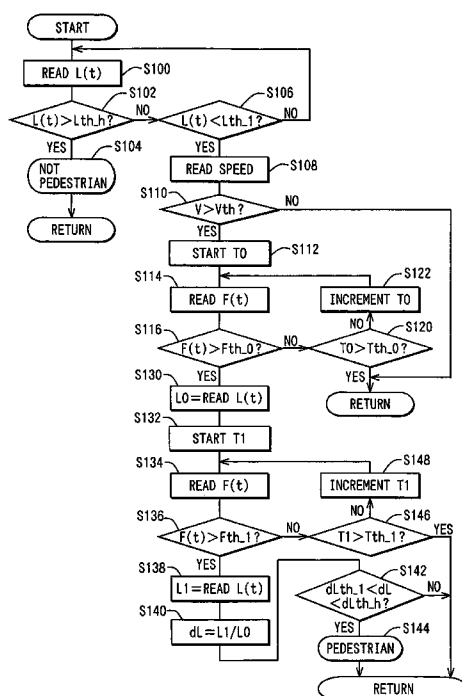 START
READ L(t)
S100
S102
L(t)>Lth_h?
NO
YES
S104
NOT
PEDESTRIAN
RETURN
S106
L(t)<Lth_1?
NO
YES
READ SPEED
S108
S110
V>Vth?
NO
YES
START T0
S112
S114
READ F(t)
S116
F(t)>Fth_0?
NO
YES
S122
INCREMENT T0
NO
S120
T0>Tth_0?
YES
RETURN
S130
L0=READ L(t)
S132
START T1
S134
READ F(t)
S136
F(t)>Fth_1?
NO
YES
S148
INCREMENT T1
NO
S146
T1>Tth_1?
YES
S138
L1=READ L(t)
S140
dL=L1/L0
S142
dLth_1<dL
<dLth_h?
NO
YES
S144
PEDESTRIAN
RETURN